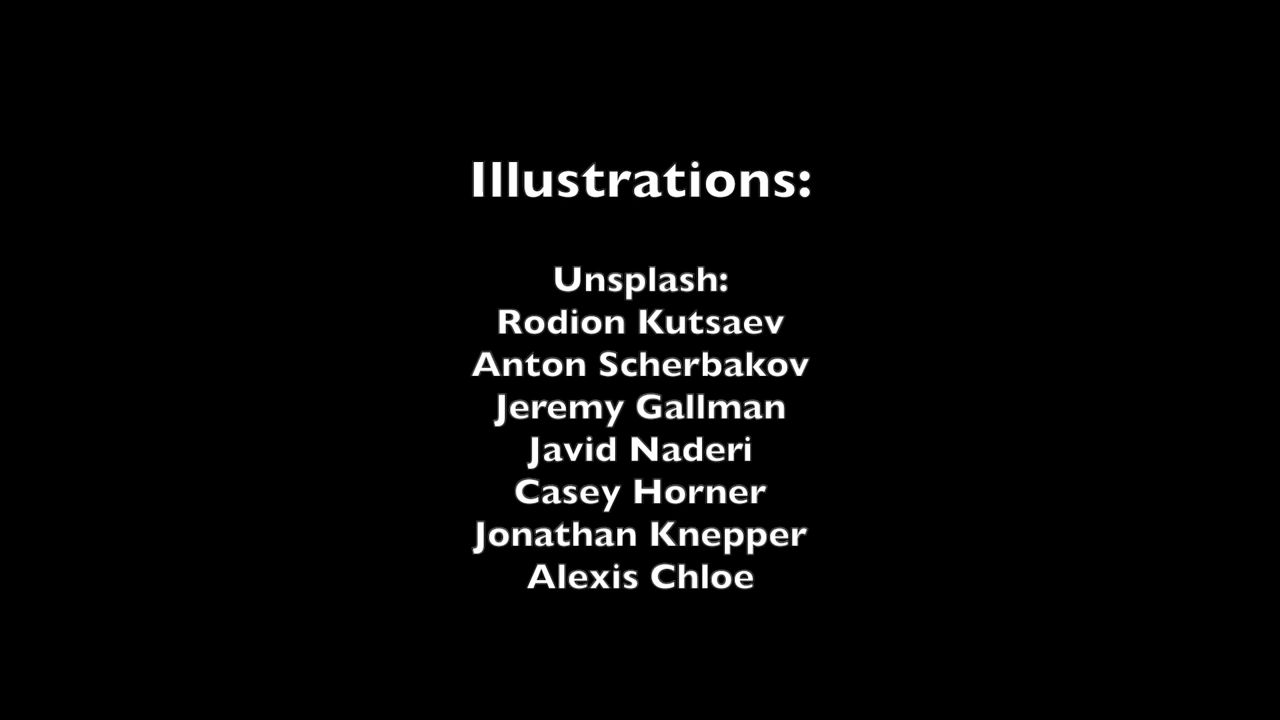 Illustrations:
Unsplash:
Rodion Kutsaev
Anton Scherbakov
Jeremy Gallman
Javid Naderi
Casey Horner
Jonathan Knepper
Alexis Chloe